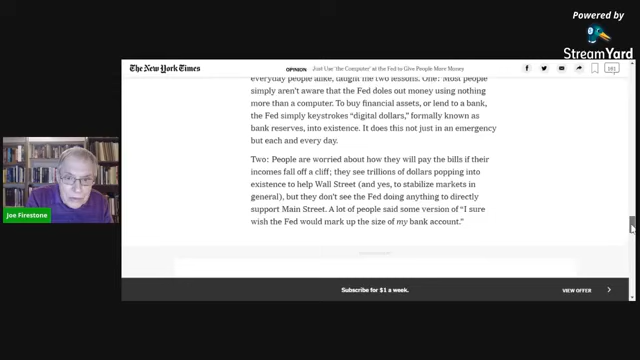 Powered by
StreamYard
The New York Times
OPINION
Just Use 'the Computer' at the Fed to Give People More Money
181
everyday people alike, taught me two lessons. One: Most people
simply aren't aware that the Fed doles out money using nothing
more than a computer. To buy financial assets, or lend to a bank,
the Fed simply keystrokes "digital dollars," formally known as
bank reserves, into existence. It does this not just in an emergency
but each and every day.
Two: People are worried about how they will pay the bills if their
incomes fall off a cliff; they see trillions of dollars popping into
existence to help Wall Street (and yes, to stabilize markets in
general), but they don't see the Fed doing anything to directly
support Main Street. A lot of people said some version of "I sure
wish the Fed would mark up the size of my bank account."
Joe Firestone
Subscribe for $1 a week.
VIEW OFFER